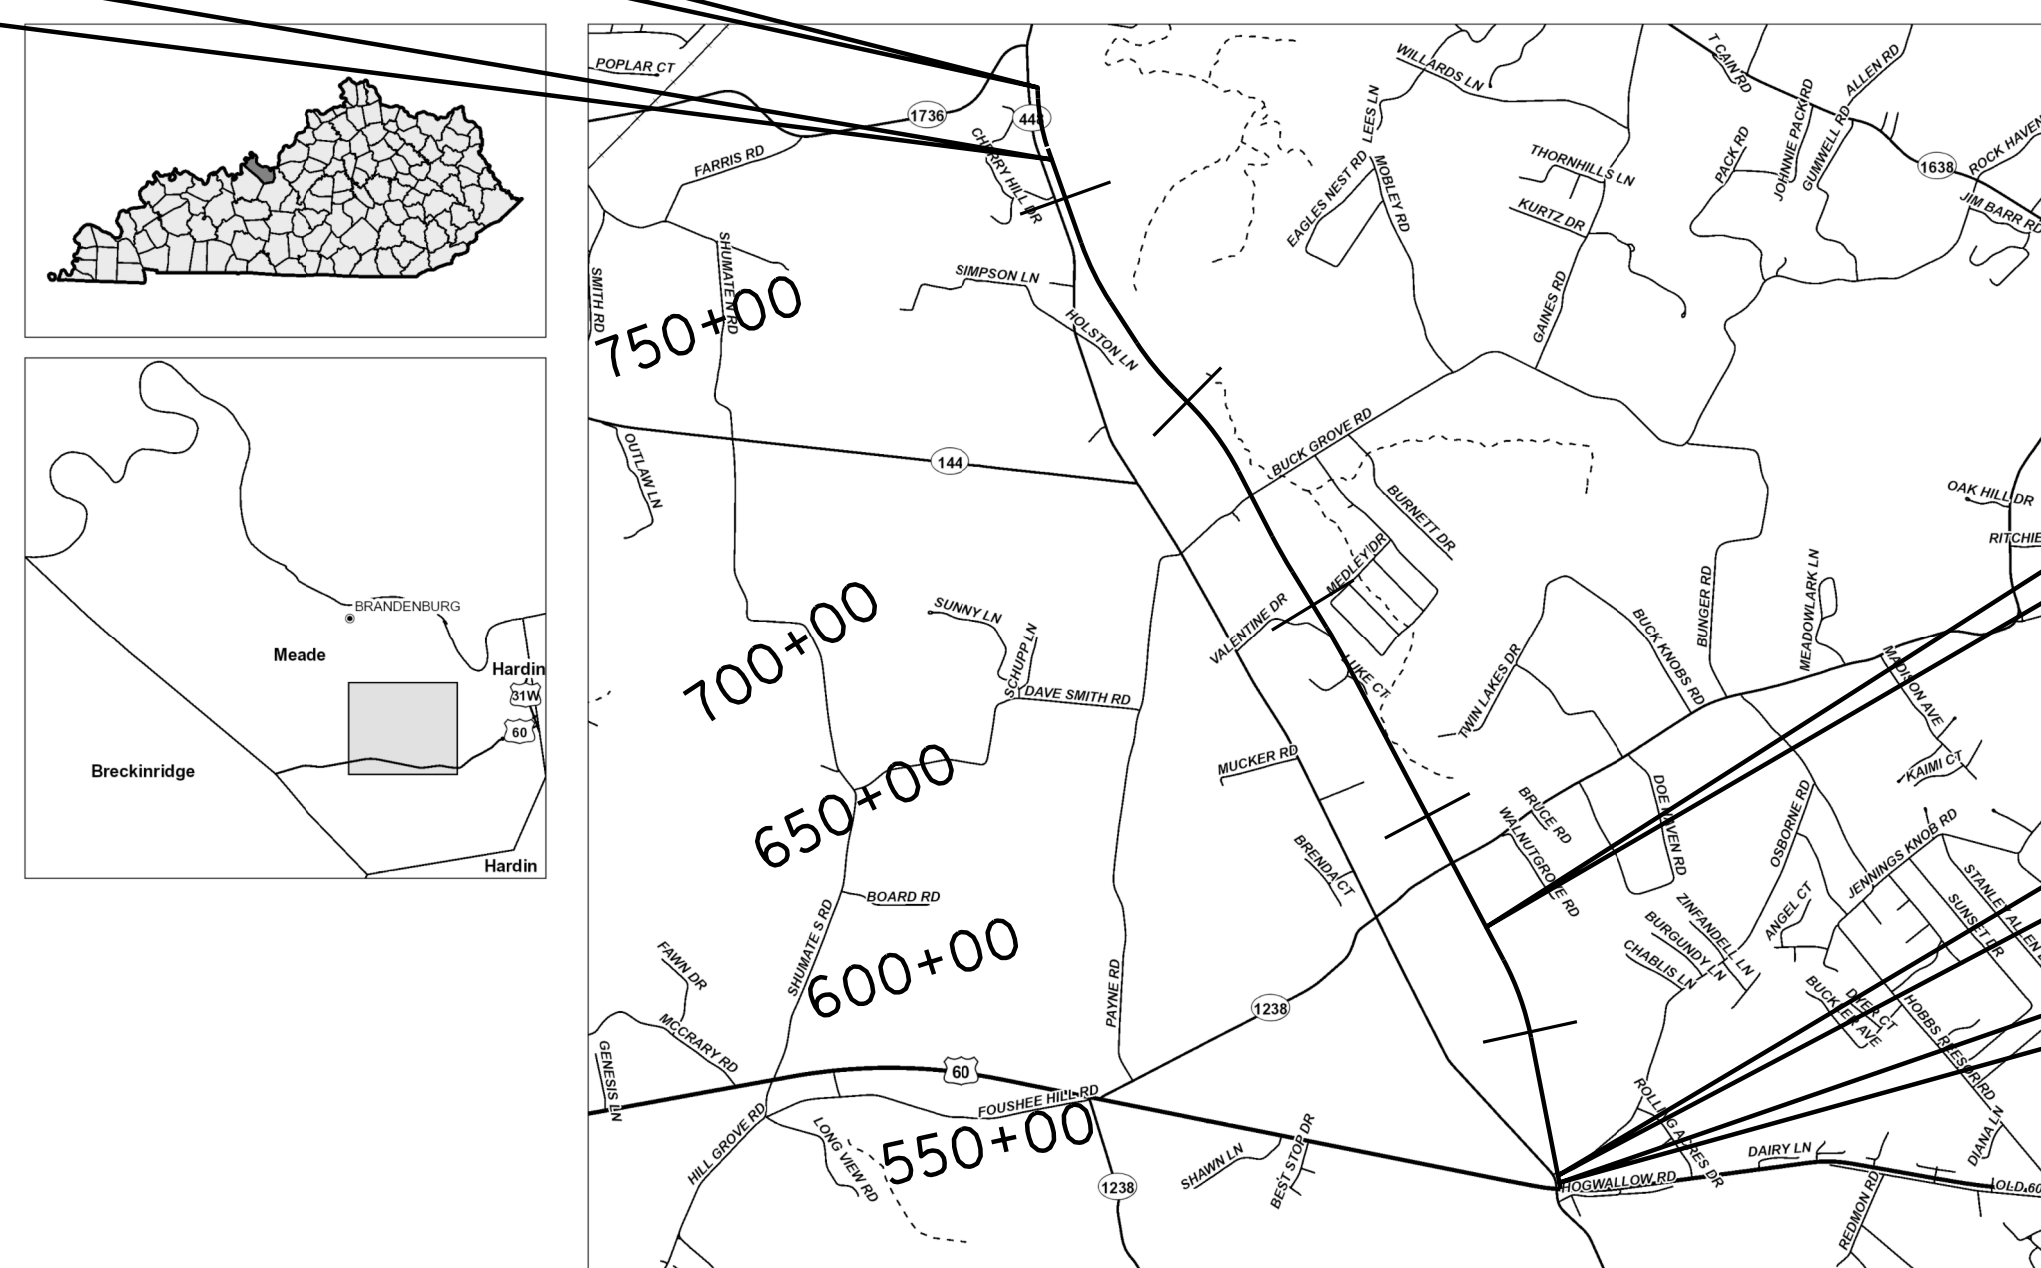 POPLAR CT
1736
448
CHERRY HILL DR
FARRIS RD
SMITH RD
SHUMATE N RD
SIMPSON LN
HOLSTON LN
750+00
WILLARDS LN
LEES LN
EAGLES NEST RD
MOBLEY RD
THORNHILLS LN
KURTZ DR
GAINES RD
T CAIN RD
ALLEN RD
JOHNNIE PACK RD
GUMWELL RD
PACK RD
1638
ROCK HAVEN
JIM BARR RD
144
OUTLAW LN
BUCK GROVE RD
BURNETT DR
MEDLEY DR
VALENTINE DR
LUKE CT
OAK HILL DR
RITCHIE
BUNGER RD
MEADOWLARK LN
BUCK KNOBS RD
TWIN LAKES DR
MADISON AVE
KAIMI CT
700+00
SUNNY LN
SCHUPP LN
DAVE SMITH RD
MUCKER RD
650+00
BRENDA CT
BRUCE RD
WALNUTGROVE RD
DOE HAVEN RD
OSBORNE RD
JENNINGS KNOB RD
STANLEY ALLEN
SUNSET DR
ANGEL CT
ZINFANDEL LN
BURGUNDY LN
CHABLIS LN
BUCKLER AVE
DYER CT
HOBBS REESOR RD
BOARD RD
SHUMATE S RD
600+00
FAWN DR
MCCRARY RD
GENESIS LN
PAYNE RD
1238
60
FOUSHEE HILL RD
550+00
HILL GROVE RD
LONG VIEW RD
1238
SHAWN LN
BEST STOP DR
ROLLING ACRES DR
DAIRY LN
HOGWALLOW RD
DIANA LN
REDMON RD
OLD 60
BRANDENBURG
Meade
Hardin
31W
60
Breckinridge
Hardin